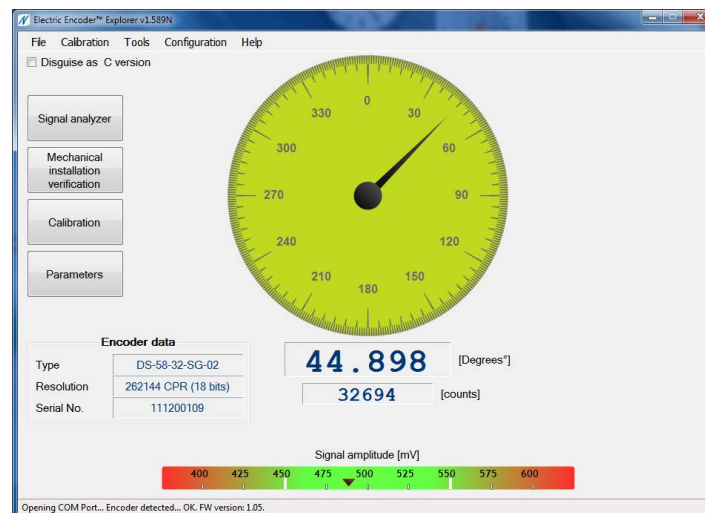 Electric Encoder™ Explorer v1.589N
File Calibration Tools Configuration Help
Disguise as C version
Signal analyzer
Mechanical
installation
verification
Calibration
Parameters
0
30
60
90
120
150
180
210
240
270
300
330
Encoder data
Type DS-58-32-SG-02
Resolution 262144 CPR (18 bits)
Serial No. 111200109
44.898 [Degrees°]
32694 [counts]
Signal amplitude [mV]
400 425 450 475 500 525 550 575 600
Opening COM Port... Encoder detected... OK. FW version: 1.05.